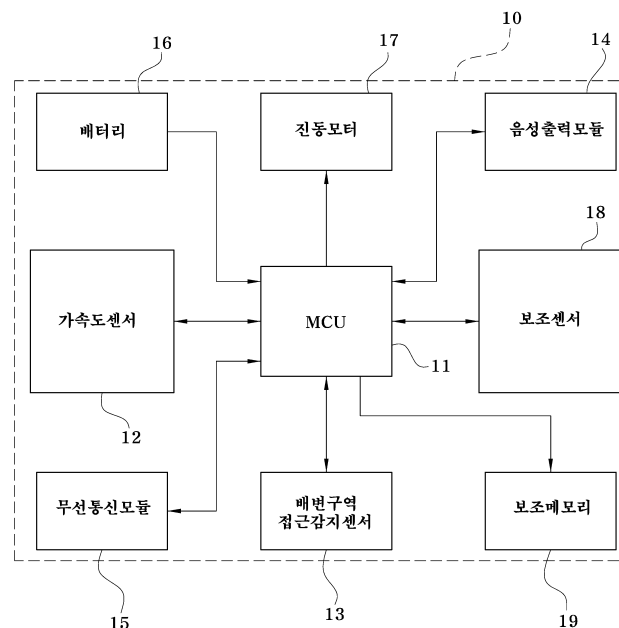 16
17
10
14
배터리
진동모터
음성출력모듈
18
가속도센서
MCU
보조센서
11
12
무선통신모듈
배변구역
접근감지센서
보조메모리
15
13
19